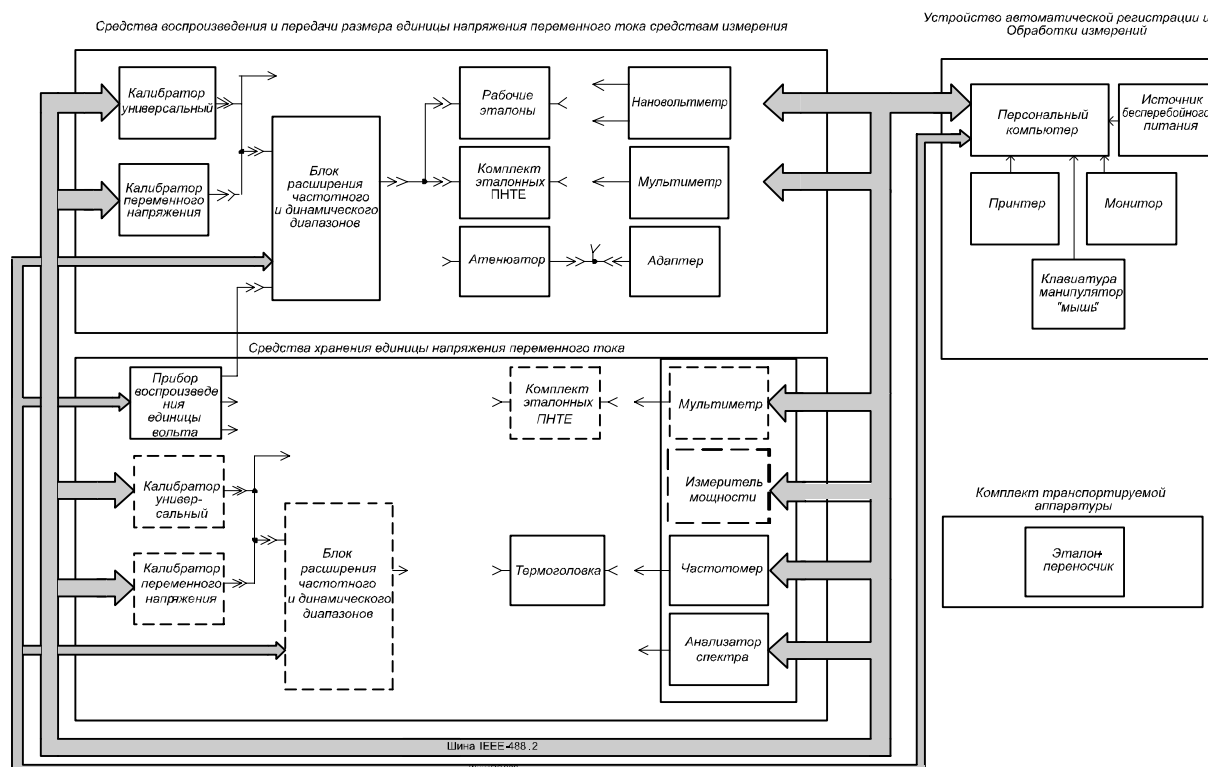 Средства воспроизведения и передачи размера единицы напряжения переменного тока средствам измерения
Устройство автоматической регистрации и
Обработки измерений
Калибратор
универсальный
Калибратор
переменного
напряжения
Блок
расширения
частотного
и динамического
диапазонов
Рабочие
эталоны
Комплект
эталонных
ПНТЕ
Атенюатор
Нановольтметр
Мультиметр
Адаптер
Персональный
компьютер
Источник
бесперебойног
питания
Принтер
Монитор
Клавиатура
манипулятор
"мышь"
Средства хранения единицы напряжения переменного тока
Прибор
воспроизведе
ния
единицы
вольта
Калибратор
универ-
сальный
Калибратор
переменного
напряжения
Блок
расширения
частотного
и динамического
диапазонов
Комплект
эталонных
ПНТЕ
Термоголовка
Мультиметр
Измеритель
мощности
Частотомер
Анализатор
спектра
Комплект транспортируемой
аппаратуры
Эталон-
переносчик
Шина IEEE-488.2